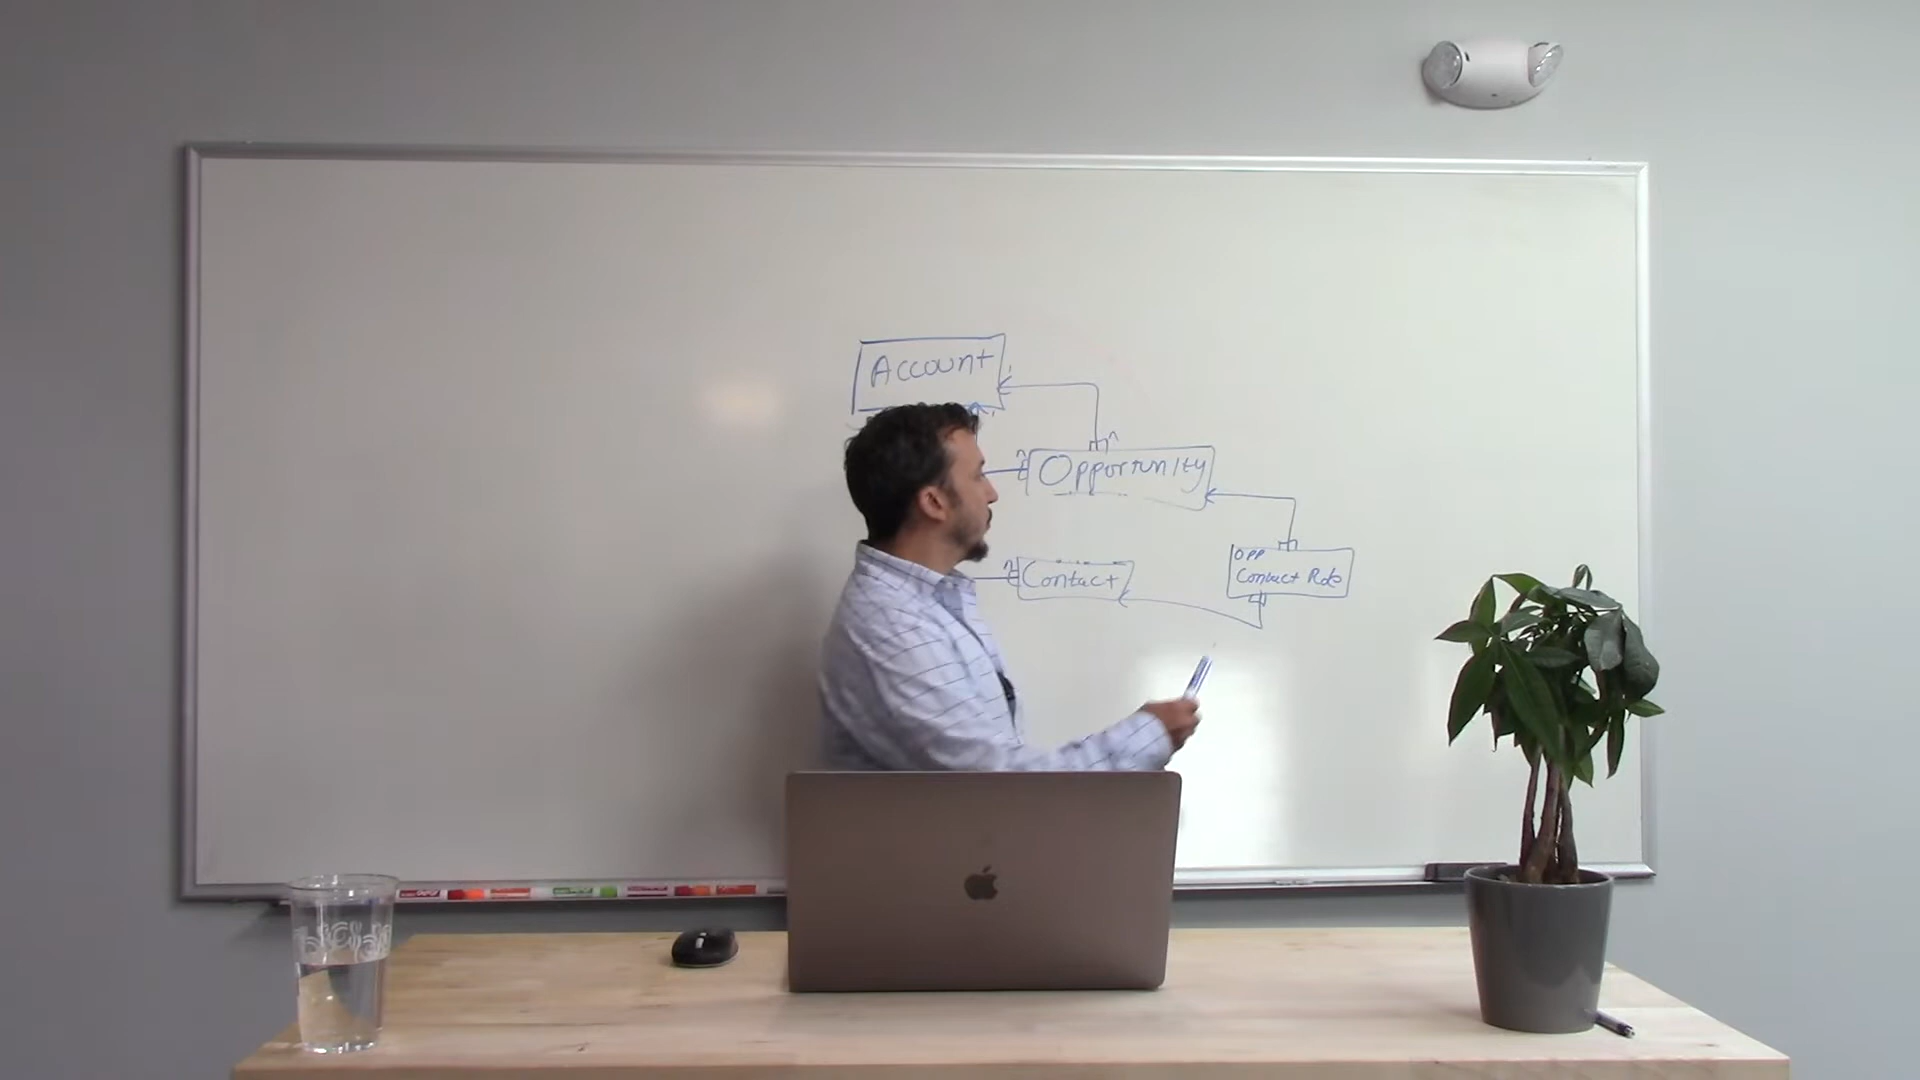 Account
Opportunity
Contact
OPP
Contact Role